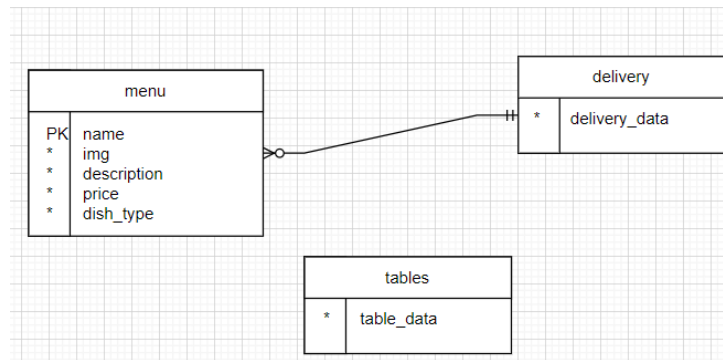 menu
PK name
* img
* description
* price
* dish_type
delivery
* delivery_data
tables
* table_data